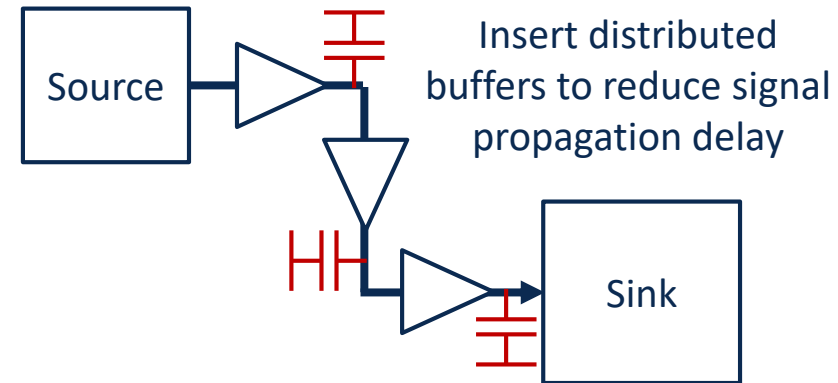 Source
Insert distributed
buffers to reduce signal
propagation delay
Sink